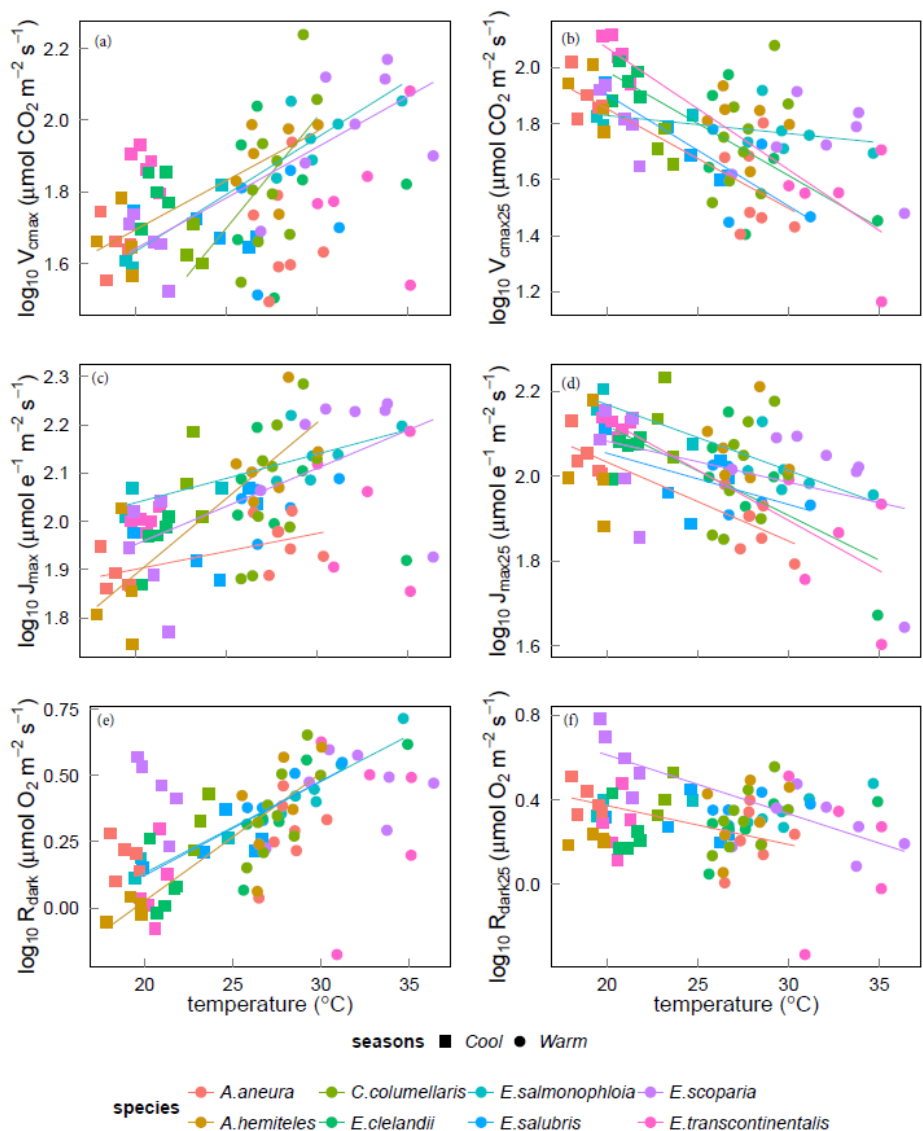 (a)
log10 Vcmax (μmol CO2 m−2 s−1)
2.2
2.0
1.8
1.6
(b)
log10 Vcmax25 (μmol CO2 m−2 s−1)
2.0
1.8
1.6
1.4
1.2
(c)
log10 Jmax (μmol e1 m−2 s−1)
2.3
2.2
2.1
2.0
1.9
1.8
(d)
log10 Jmax25 (μmol e1 m−2 s−1)
2.2
2.0
1.8
1.6
(e)
log10 Rdark (μmol O2 m−2 s−1)
0.75
0.50
0.25
0.00
20 25 30 35
temperature (°C)
(f)
log10 Rdark25 (μmol O2 m−2 s−1)
0.8
0.4
0.0
20 25 30 35
temperature (°C)
seasons Cool Warm
species
A.aneura C.columellaris E.salmonophloia E.scoparia
A.hemiteles E.clelandii E.salubris E.transcontinentalis